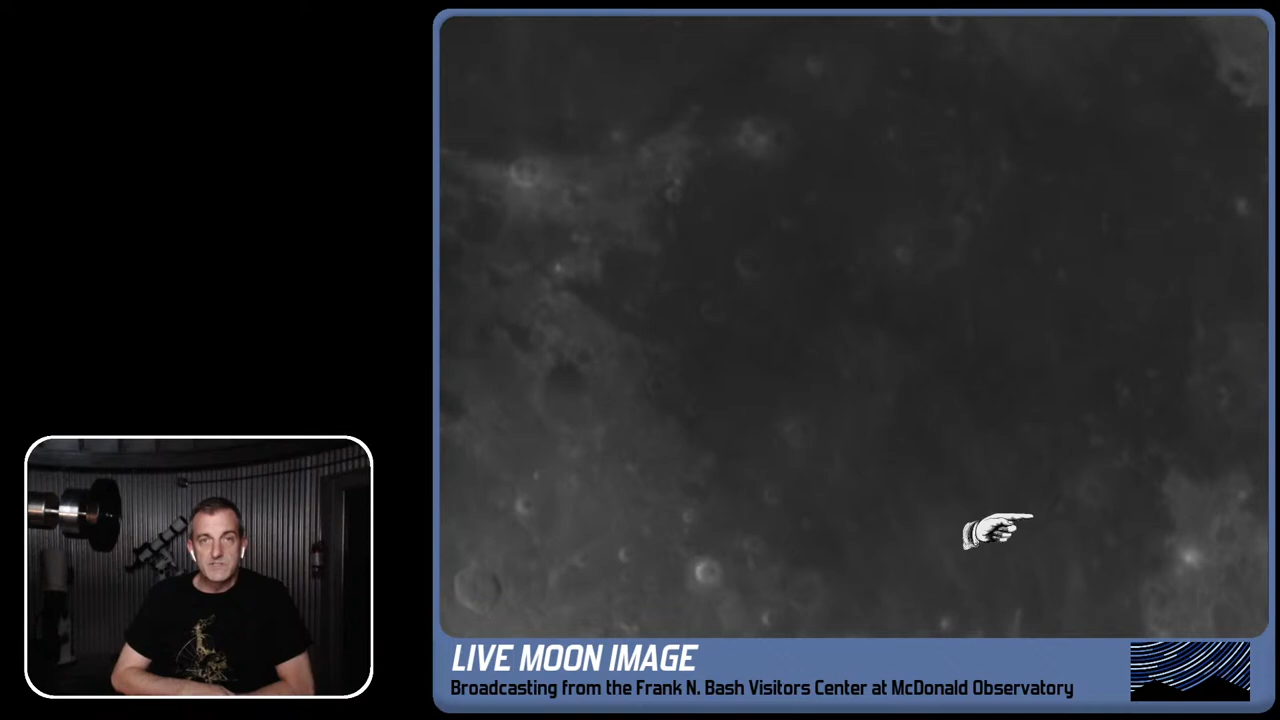 LIVE MOON IMAGE
Broadcasting from the Frank N. Bash Visitors Center at McDonald Observatory